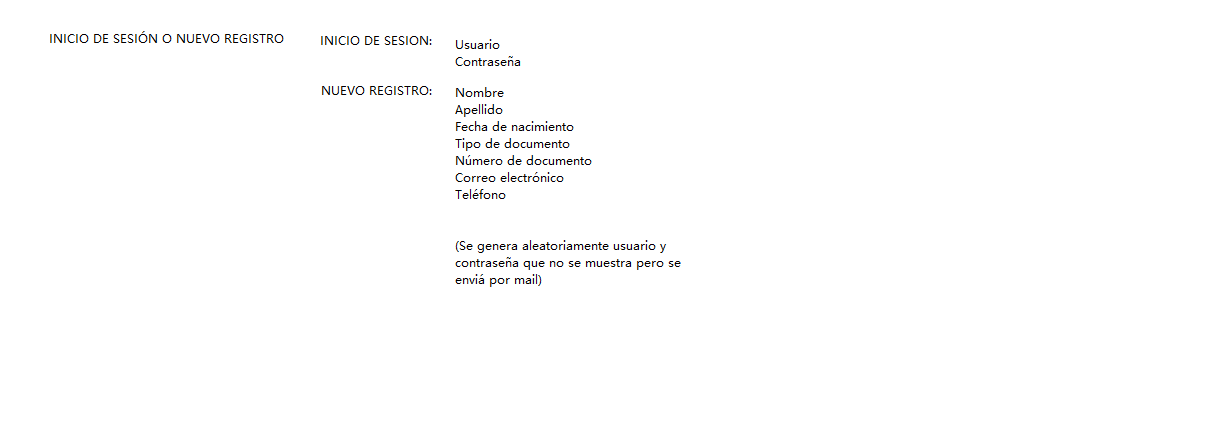 INICIO DE SESIÓN O NUEVO REGISTRO
INICIO DE SESION:
Usuario
Contraseña
NUEVO REGISTRO:
Nombre
Apellido
Fecha de nacimiento
Tipo de documento
Número de documento
Correo electrónico
Teléfono
(Se genera aleatoriamente usuario y
contraseña que no se muestra pero se
enviá por mail)